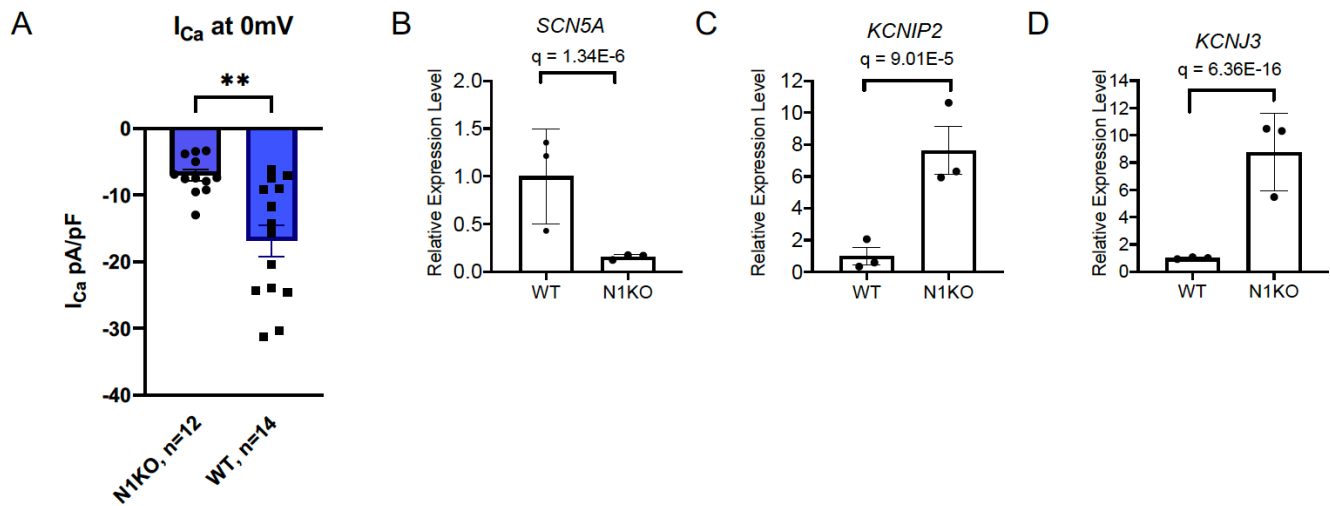 A
I_Ca at 0mV
**
0
-10
-20
-30
-40
I_Ca pA/pF
N1KO, n=12
WT, n=14
B
SCN5A
q = 1.34E-6
Relative Expression Level
2.0
1.5
1.0
0.5
0.0
WT
N1KO
C
KCNIP2
q = 9.01E-5
Relative Expression Level
12
10
8
6
4
2
0
WT
N1KO
D
KCNJ3
q = 6.36E-16
Relative Expression Level
14
12
10
8
6
4
2
0
WT
N1KO